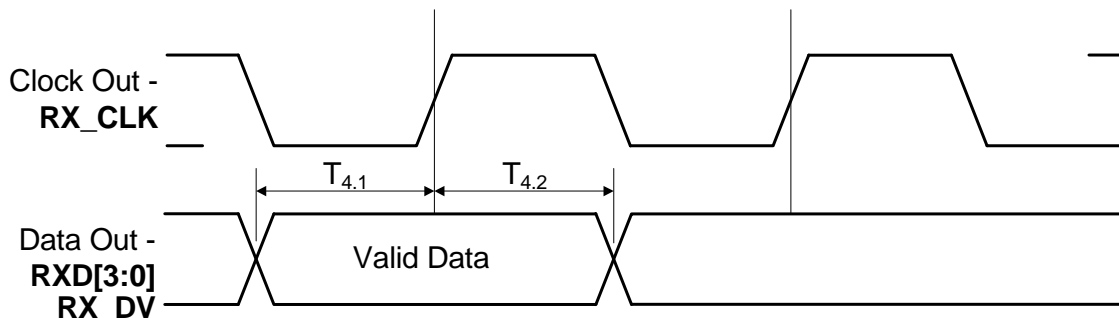 Clock Out -
RX_CLK
T4.1
T4.2
Data Out -
RXD[3:0]
RX_DV
Valid Data